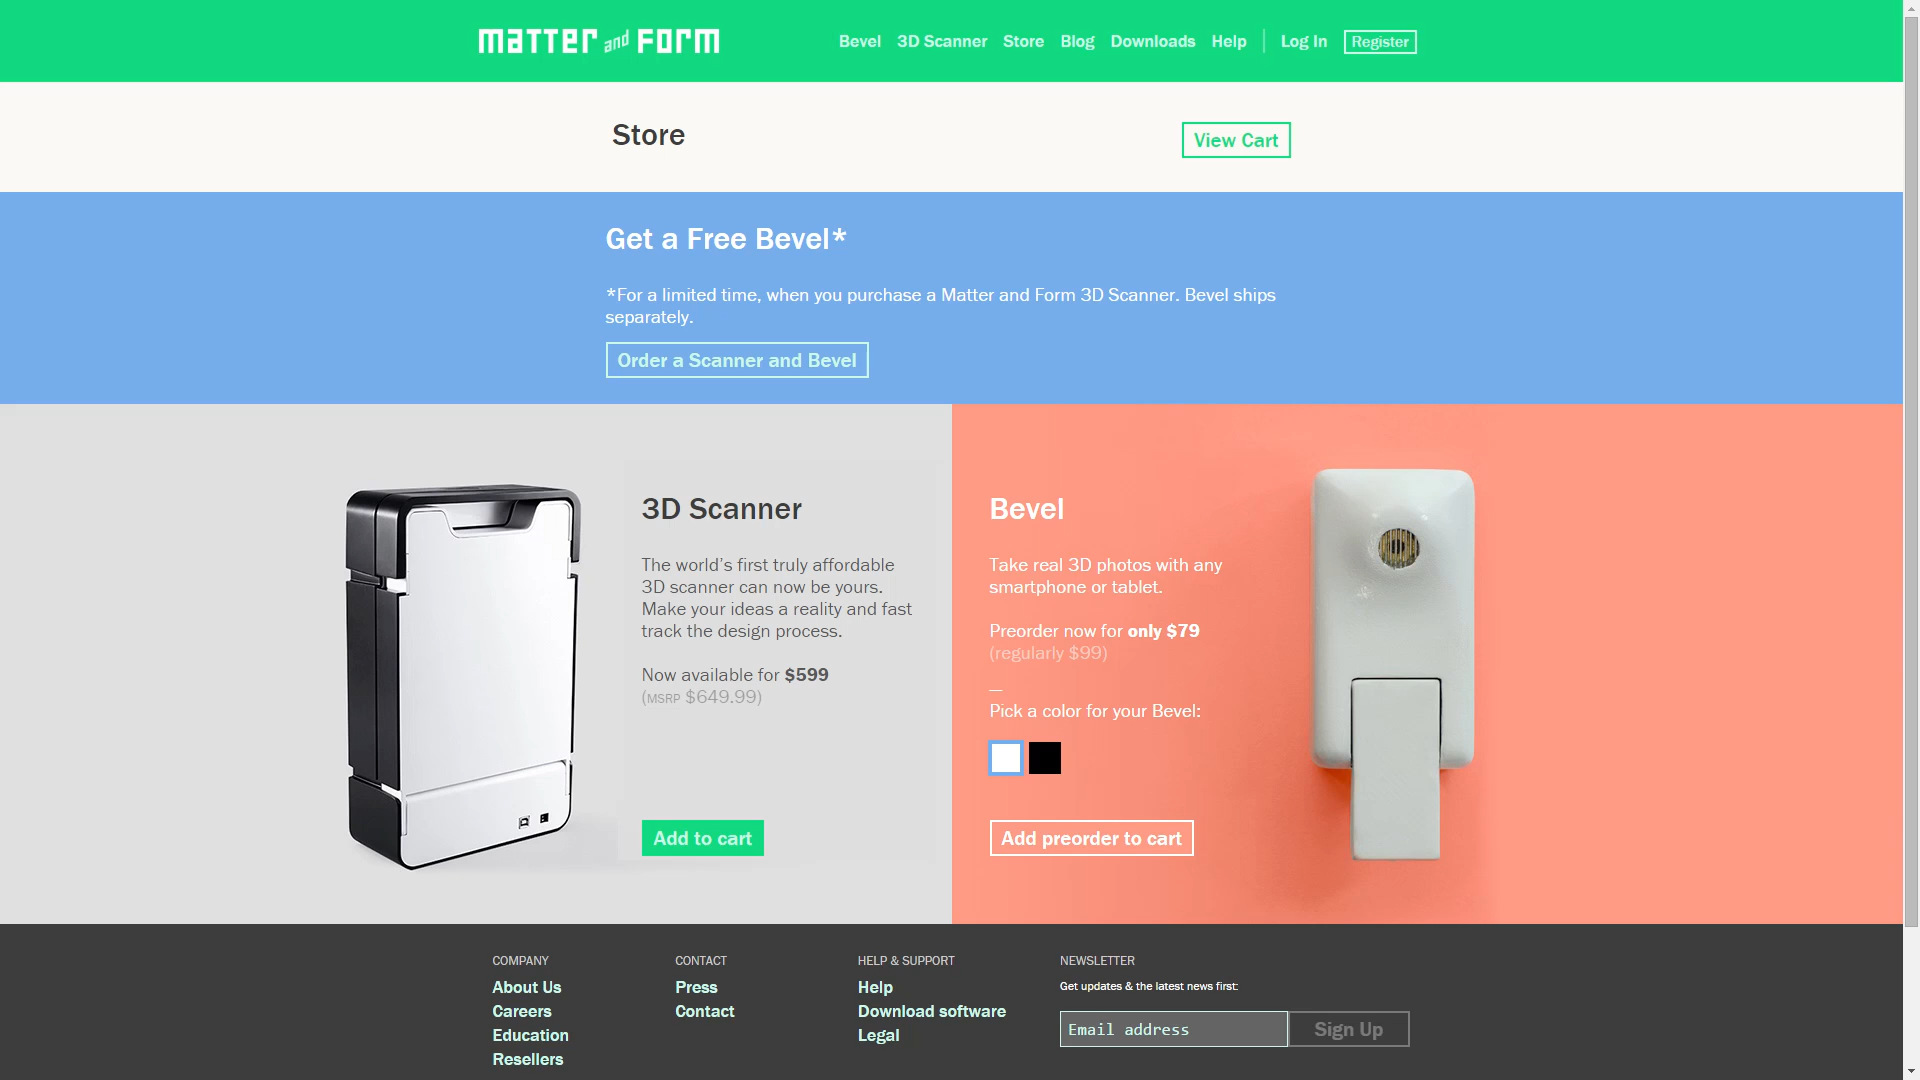 matter and form
Bevel 3D Scanner Store Blog Downloads Help Log In Register
Store
View Cart
Get a Free Bevel*
*For a limited time, when you purchase a Matter and Form 3D Scanner. Bevel ships
separately.
Order a Scanner and Bevel
3D Scanner
The world’s first truly affordable
3D scanner can now be yours.
Make your ideas a reality and fast
track the design process.
Now available for $599
(MSRP $649.99)
Add to cart
Bevel
Take real 3D photos with any
smartphone or tablet.
Preorder now for only $79
(regularly $99)
—
Pick a color for your Bevel:
Add preorder to cart
COMPANY
About Us
Careers
Education
Resellers
CONTACT
Press
Contact
HELP & SUPPORT
Help
Download software
Legal
NEWSLETTER
Get updates & the latest news first:
Email address
Sign Up